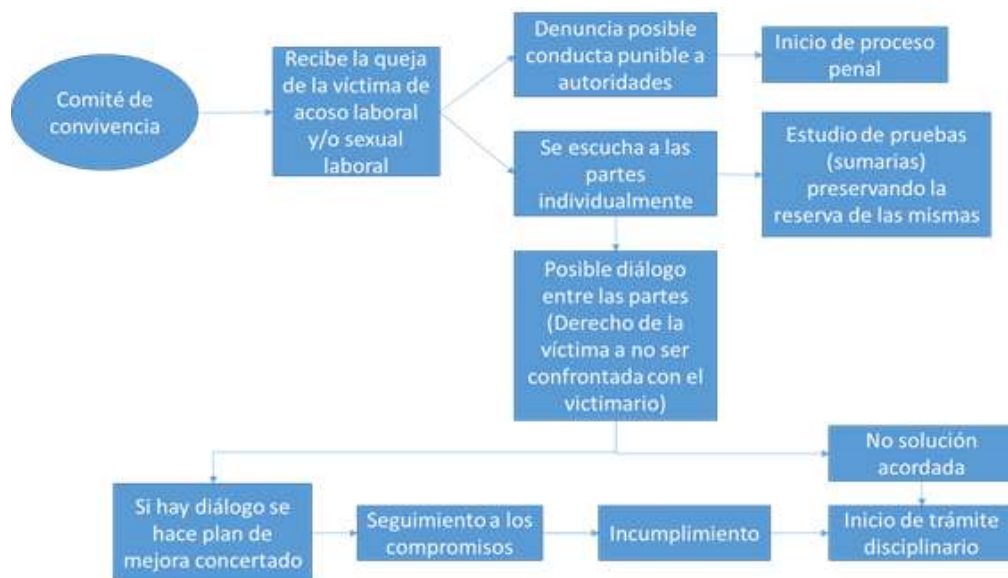 Comité de
convivencia
Recibe la queja
de la víctima de
acoso laboral
y/o sexual
laboral
Denuncia posible
conducta punible a
autoridades
Inicio de proceso
penal
Se escucha a las
partes
individualmente
Estudio de pruebas
(sumarias)
preservando la
reserva de las mismas
Posible diálogo
entre las partes
(Derecho de la
víctima a no ser
confrontada con el
victimario)
No solución
acordada
Si hay diálogo se
hace plan de
mejora concertado
Seguimiento a los
compromisos
Incumplimiento
Inicio de trámite
disciplinario